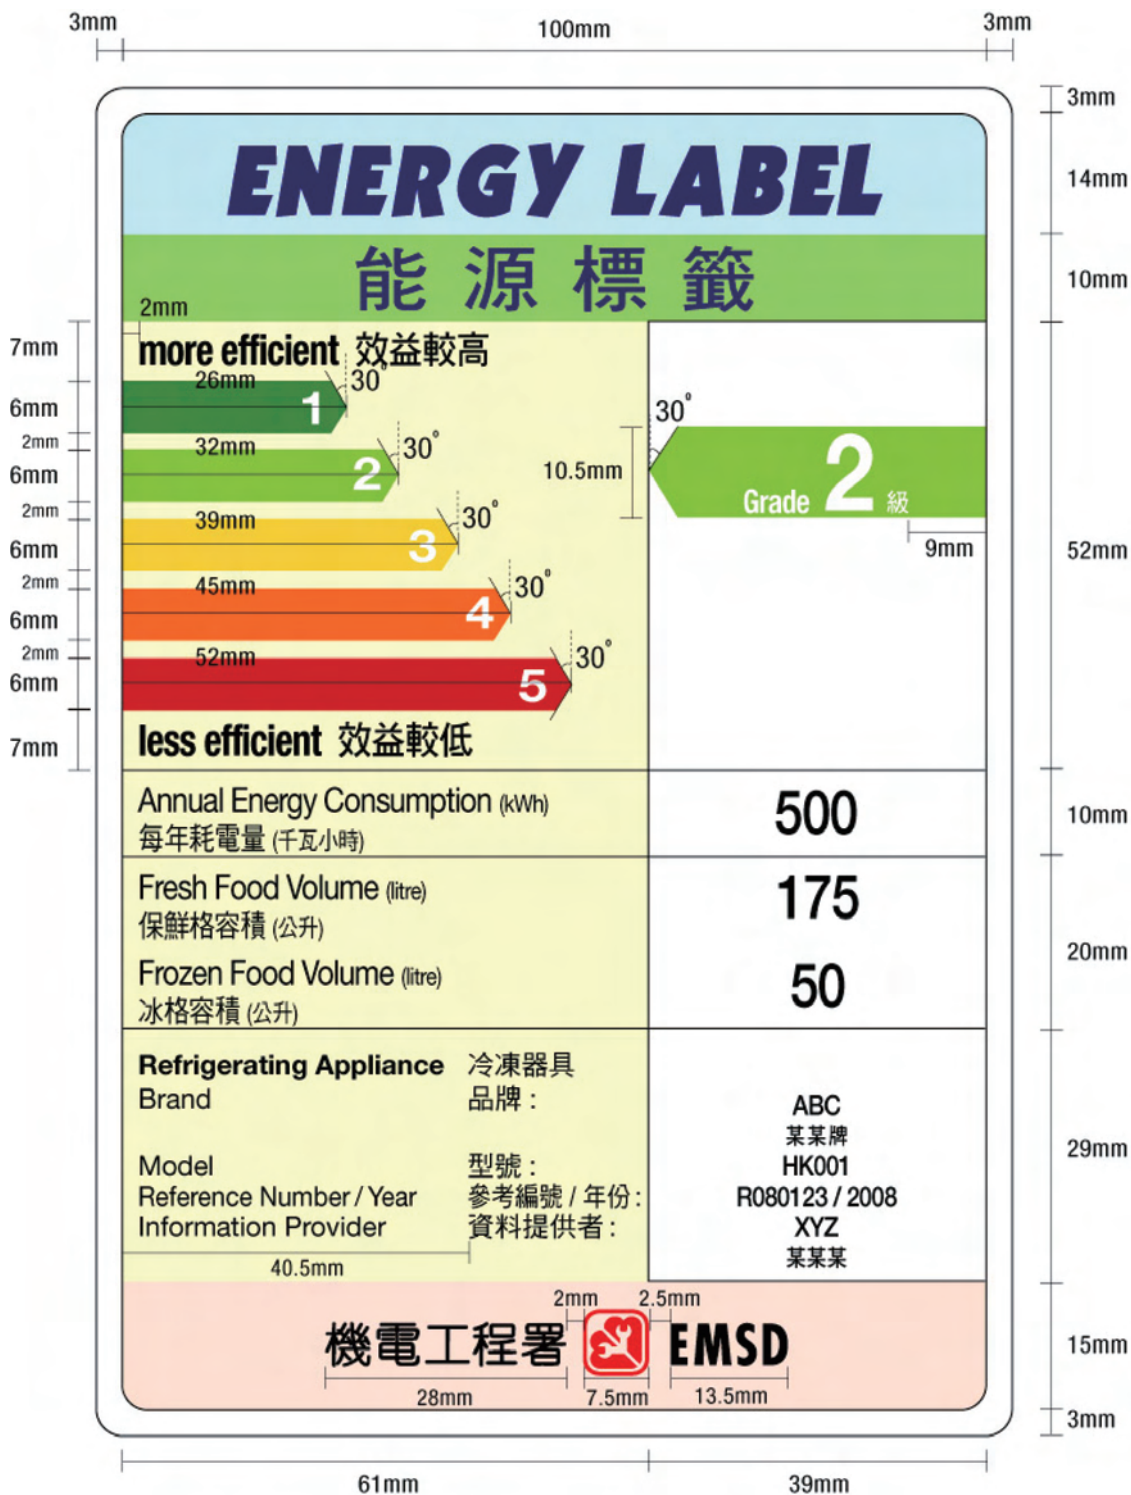 3mm 100mm 3mm
3mm
ENERGY LABEL
14mm
能源標籤
10mm
2mm
7mm
more efficient 效益較高
26mm 30°
6mm 1
30°
2mm
32mm 30°
6mm 2
10.5mm
Grade 2 級
2mm
39mm 30°
9mm
6mm 3
52mm
2mm
45mm 30°
6mm 4
2mm
52mm 30°
6mm 5
7mm
less efficient 效益較低
Annual Energy Consumption (kWh)
每年耗電量 (千瓦小時)
500
10mm
Fresh Food Volume (litre)
保鮮格容積 (公升)
175
20mm
Frozen Food Volume (litre)
冰格容積 (公升)
50
Refrigerating Appliance 冷凍器具
Brand 品牌 :
ABC
某某牌
29mm
Model 型號 : HK001
Reference Number / Year 參考編號 / 年份 : R080123 / 2008
Information Provider 資料提供者 : XYZ
某某某
40.5mm
2mm 2.5mm
機電工程署 EMSD
15mm
28mm 7.5mm 13.5mm
3mm
61mm 39mm